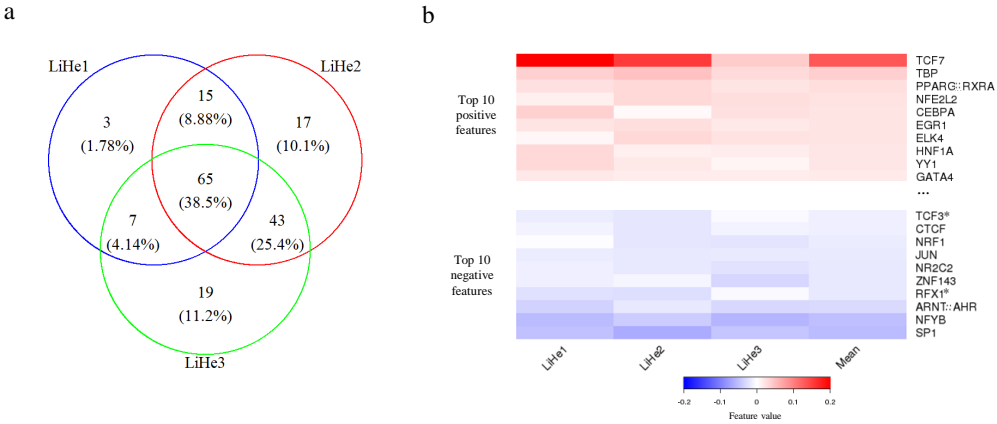 a
b
LiHe1
LiHe2
15
(8.88%)
3
(1.78%)
17
(10.1%)
65
(38.5%)
7
(4.14%)
43
(25.4%)
19
(11.2%)
LiHe3
Top 10
positive
features
TCF7
TBP
PPARG::RXRA
NFE2L2
CEBPA
EGR1
ELK4
HNF1A
YY1
GATA4
...
Top 10
negative
features
TCF3*
CTCF
NRF1
JUN
NR2C2
ZNF143
RFX1*
ARNT::AHR
NFYB
SP1
LiHe1
LiHe2
LiHe3
Mean
-0.2 -0.1 0 0.1 0.2
Feature value